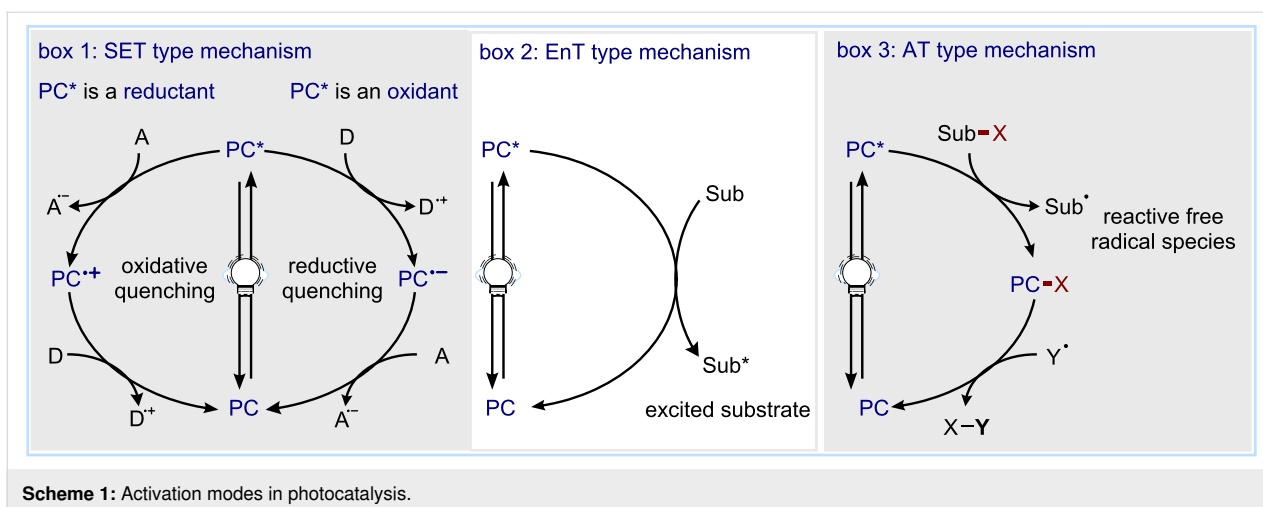 box 1: SET type mechanism
PC* is a reductant
PC* is an oxidant
A
PC*
D
A•−
D•+
PC•+
oxidative
quenching
reductive
quenching
PC•−
D
A
D•+
PC
A•−
box 2: EnT type mechanism
PC*
Sub
Sub*
PC
excited substrate
box 3: AT type mechanism
PC*
Sub–X
Sub•
reactive free
radical species
PC–X
Y•
PC
X–Y
Scheme 1: Activation modes in photocatalysis.